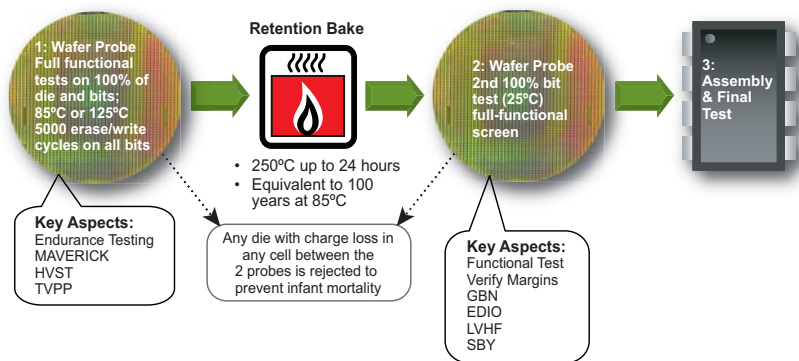 1: Wafer Probe
Full functional
tests on 100% of
die and bits;
85ºC or 125ºC
5000 erase/write
cycles on all bits
Retention Bake
• 250ºC up to 24 hours
• Equivalent to 100
years at 85ºC
2: Wafer Probe
2nd 100% bit
test (25ºC)
full-functional
screen
3:
Assembly
& Final
Test
Key Aspects:
Endurance Testing
MAVERICK
HVST
TVPP
Any die with charge loss in
any cell between the
2 probes is rejected to
prevent infant mortality
Key Aspects:
Functional Test
Verify Margins
GBN
EDIO
LVHF
SBY